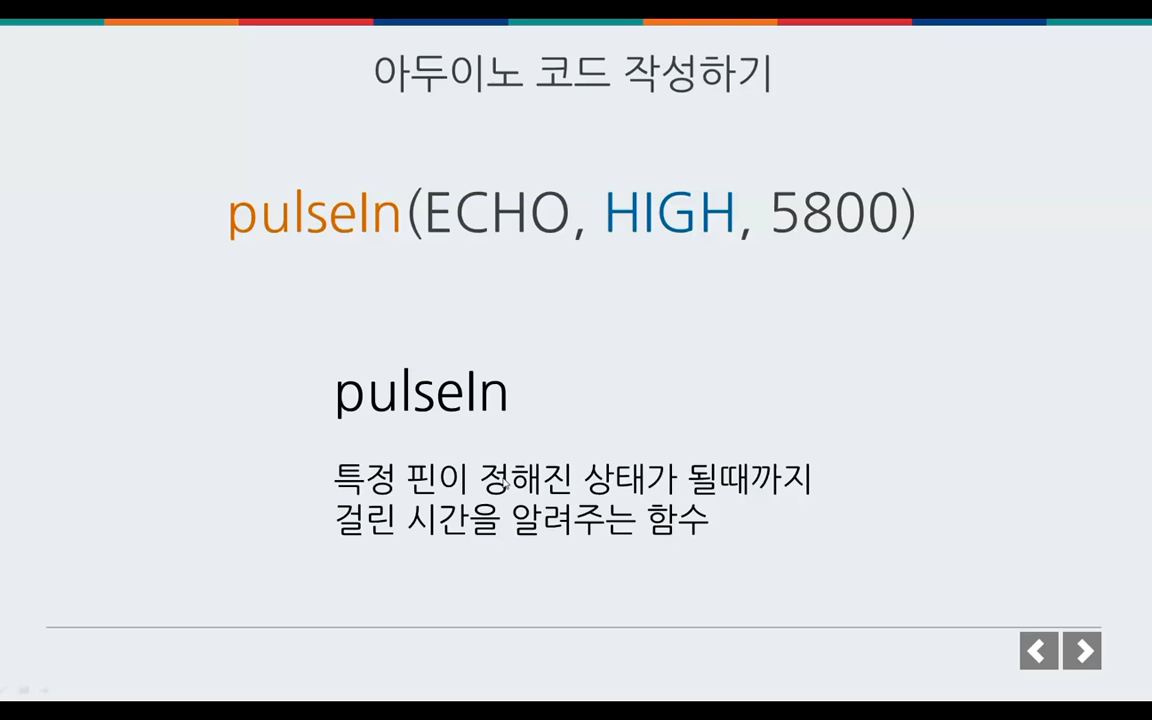 아두이노 코드 작성하기
pulseIn(ECHO, HIGH, 5800)
pulseIn
특정 핀이 정해진 상태가 될때까지
걸린 시간을 알려주는 함수